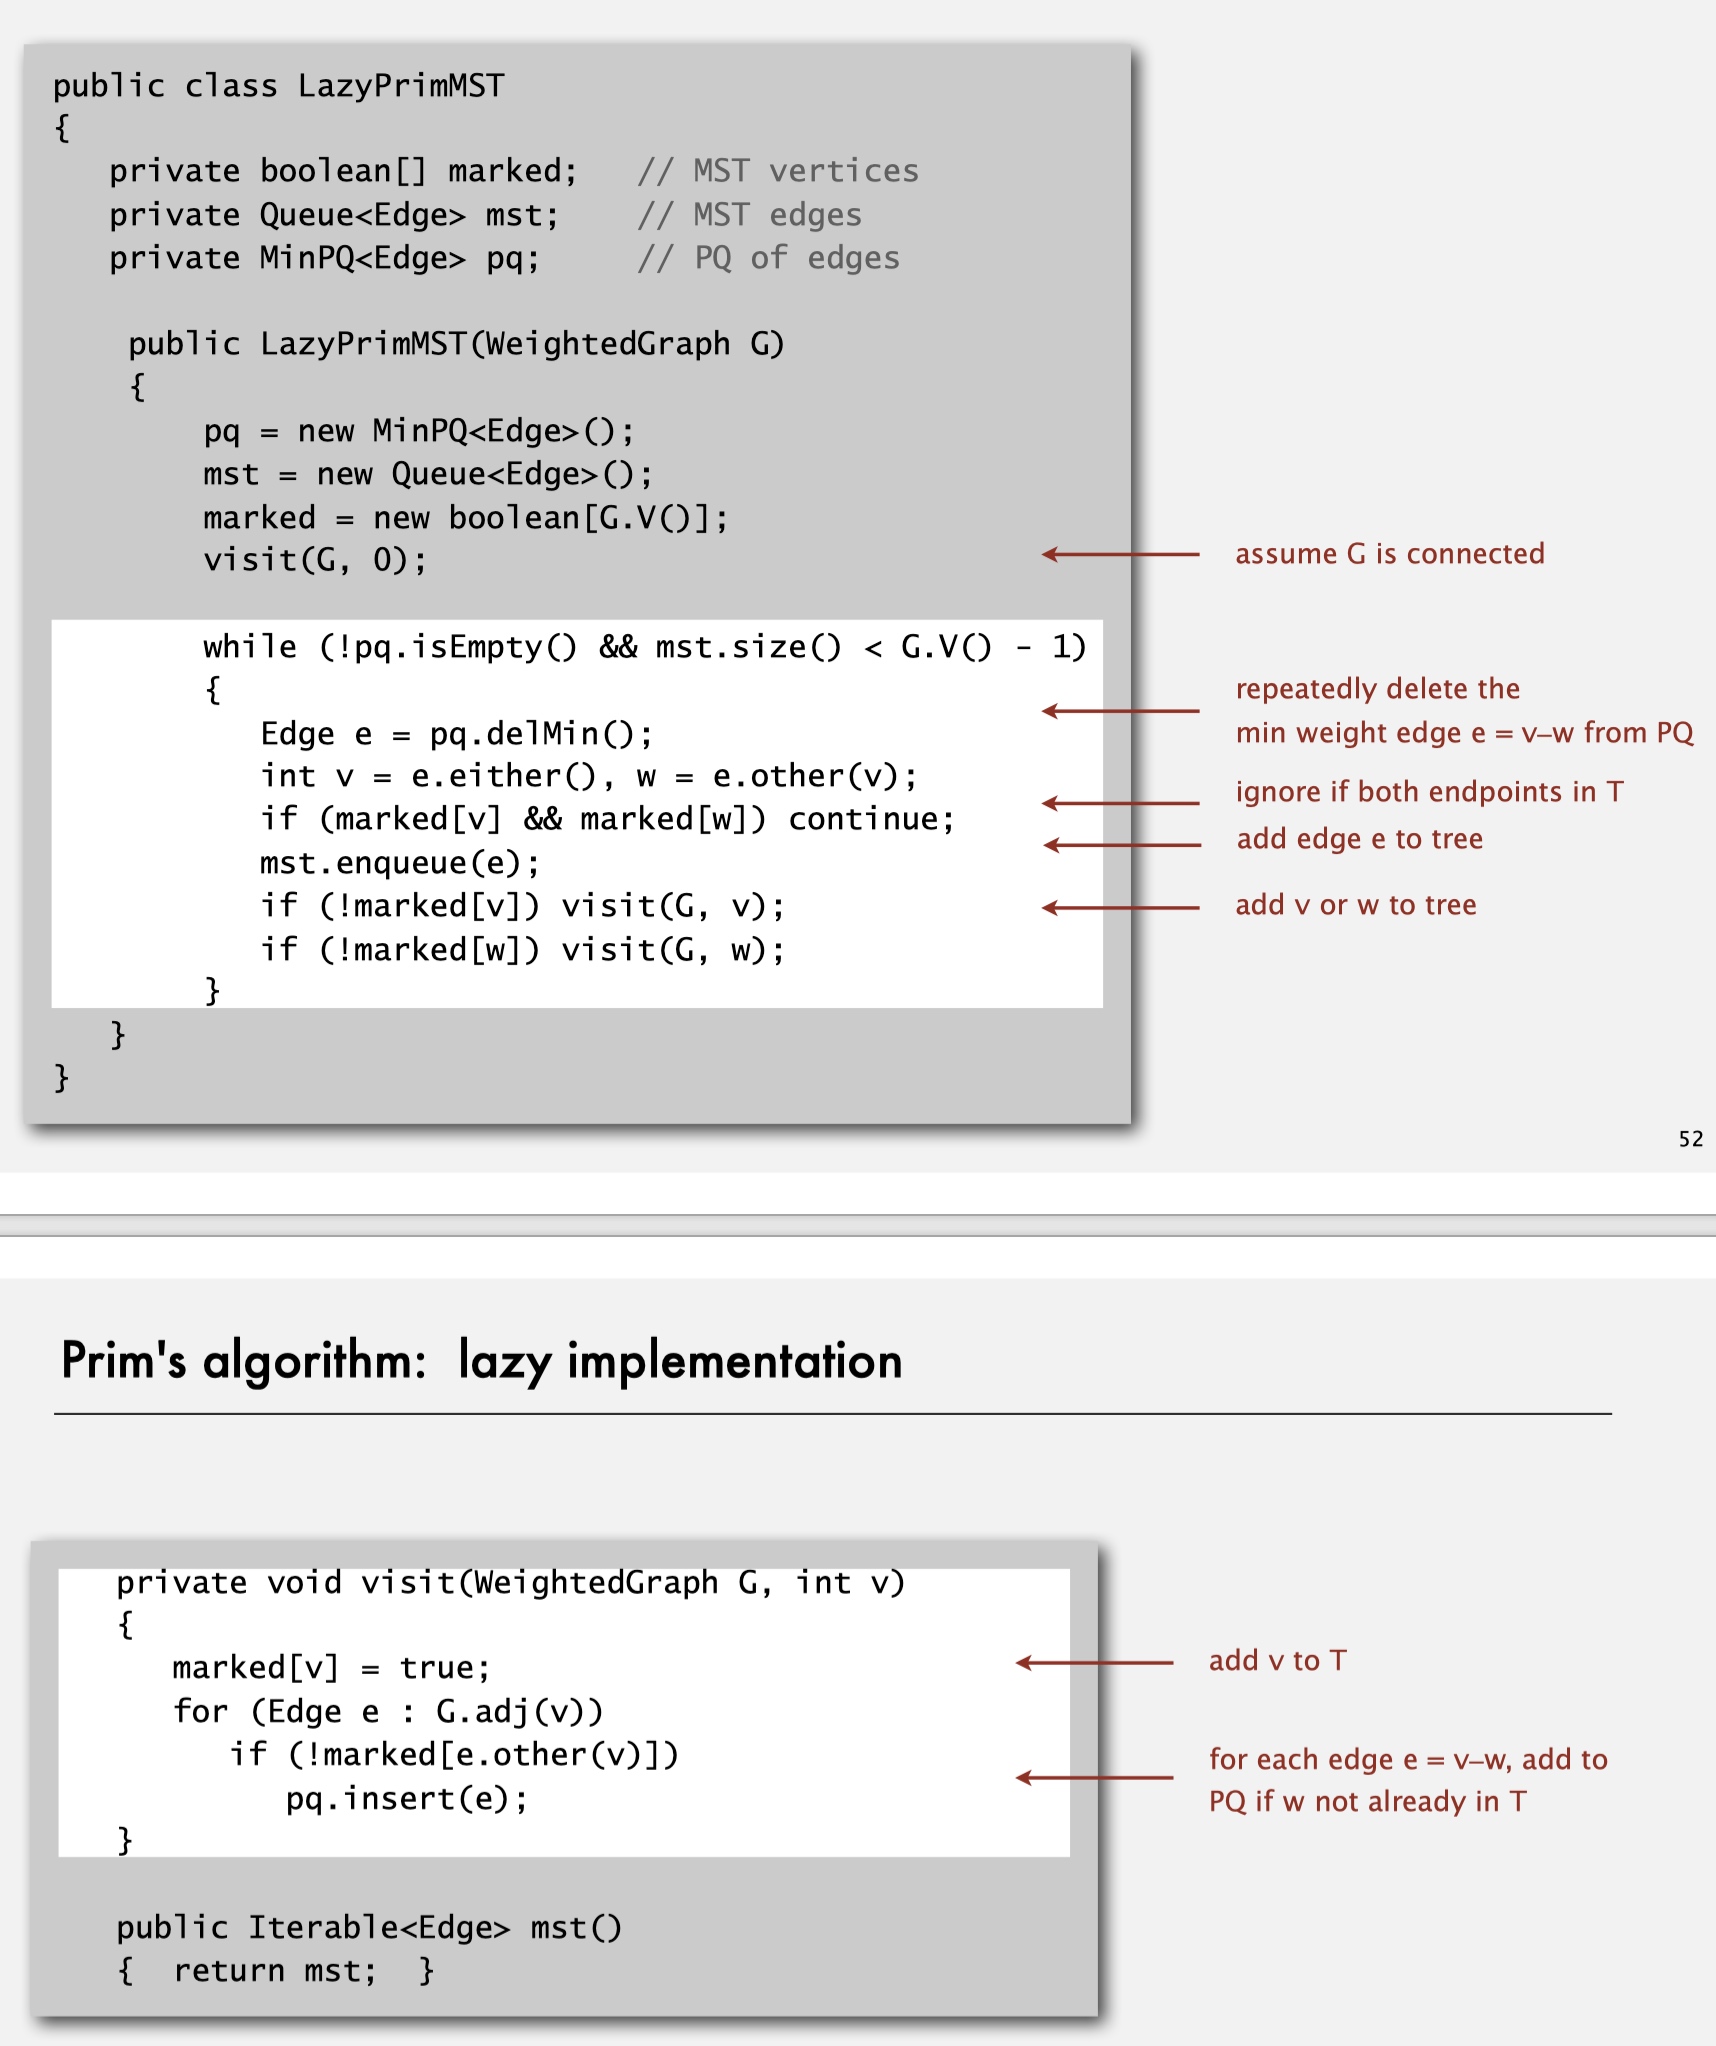 public class LazyPrimMST
{
private boolean[] marked; // MST vertices
private Queue<Edge> mst; // MST edges
private MinPQ<Edge> pq; // PQ of edges
public LazyPrimMST(WeightedGraph G)
{
pq = new MinPQ<Edge>();
mst = new Queue<Edge>();
marked = new boolean[G.V()];
visit(G, 0);
assume G is connected
while (!pq.isEmpty() && mst.size() < G.V() - 1)
{
repeatedly delete the
min weight edge e = v–w from PQ
Edge e = pq.delMin();
int v = e.either(), w = e.other(v);
if (marked[v] && marked[w]) continue;
ignore if both endpoints in T
mst.enqueue(e);
add edge e to tree
if (!marked[v]) visit(G, v);
add v or w to tree
if (!marked[w]) visit(G, w);
}
}
}
52
Prim's algorithm: lazy implementation
private void visit(WeightedGraph G, int v)
{
marked[v] = true;
add v to T
for (Edge e : G.adj(v))
if (!marked[e.other(v)])
pq.insert(e);
for each edge e = v–w, add to
PQ if w not already in T
}
public Iterable<Edge> mst()
{ return mst; }